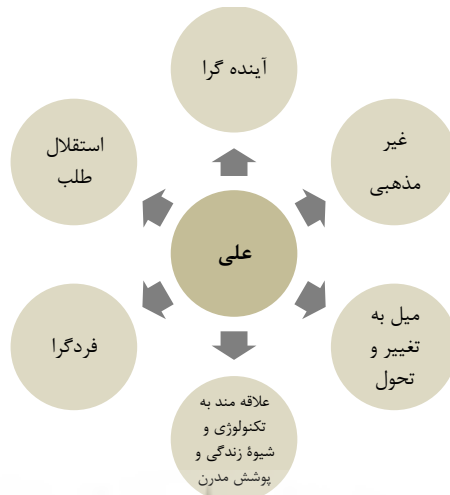 آینده گرا
غیر
مذهبی
استقلال
طلب
علی
میل به
تغییر و
تحول
فردگرا
علاقه مند به
تکنولوژی و
شیوۀ زندگی و
پوشش مدرن